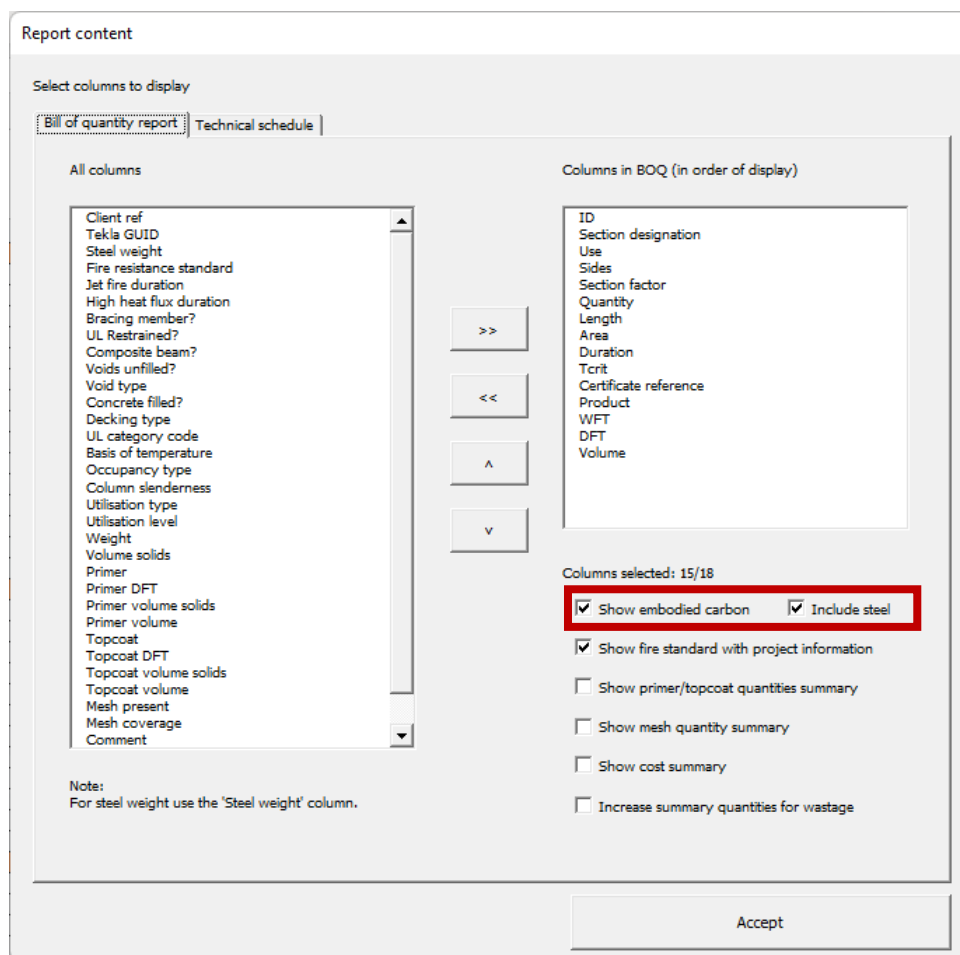 Report content
Select columns to display
Bill of quantity report
Technical schedule
All columns
Client ref
Tekla GUID
Steel weight
Fire resistance standard
Jet fire duration
High heat flux duration
Bracing member?
UL Restrained?
Composite beam?
Voids unfilled?
Void type
Concrete filled?
Decking type
UL category code
Basis of temperature
Occupancy type
Column slenderness
Utilisation type
Utilisation level
Weight
Volume solids
Primer
Primer DFT
Primer volume solids
Primer volume
Topcoat
Topcoat DFT
Topcoat volume solids
Topcoat volume
Mesh present
Mesh coverage
Comment
Note:
For steel weight use the 'Steel weight' column.
>>
<<
^
v
Columns in BOQ (in order of display)
ID
Section designation
Use
Sides
Section factor
Quantity
Length
Area
Duration
Tcrit
Certificate reference
Product
WFT
DFT
Volume
Columns selected: 15/18
Show embodied carbon
Include steel
Show fire standard with project information
Show primer/topcoat quantities summary
Show mesh quantity summary
Show cost summary
Increase summary quantities for wastage
Accept